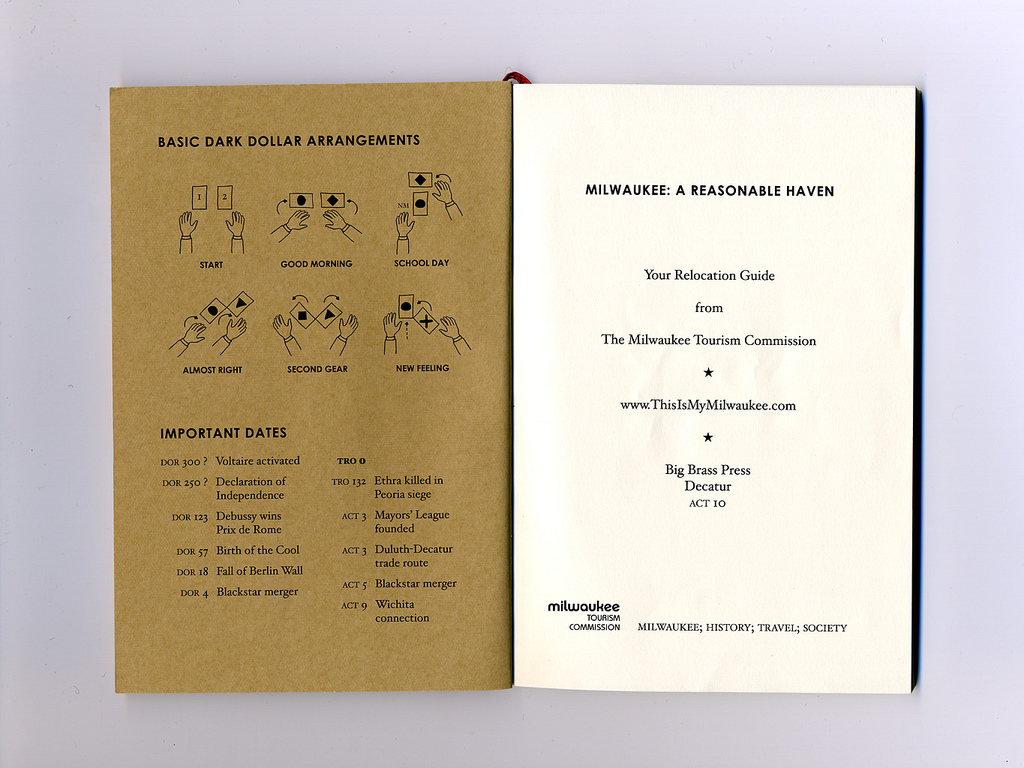 BASIC DARK DOLLAR ARRANGEMENTS
1 2
NM
START GOOD MORNING SCHOOL DAY
ALMOST RIGHT SECOND GEAR NEW FEELING
IMPORTANT DATES
DOR 300 ? Voltaire activated
DOR 250 ? Declaration of
Independence
DOR 123 Debussy wins
Prix de Rome
DOR 57 Birth of the Cool
DOR 18 Fall of Berlin Wall
DOR 4 Blackstar merger
TRO 0
TRO 132 Ethra killed in
Peoria siege
ACT 3 Mayors' League
founded
ACT 3 Duluth-Decatur
trade route
ACT 5 Blackstar merger
ACT 9 Wichita
connection
MILWAUKEE: A REASONABLE HAVEN
Your Relocation Guide
from
The Milwaukee Tourism Commission
★
www.ThisIsMyMilwaukee.com
★
Big Brass Press
Decatur
ACT 10
milwaukee
TOURISM
COMMISSION
MILWAUKEE; HISTORY; TRAVEL; SOCIETY